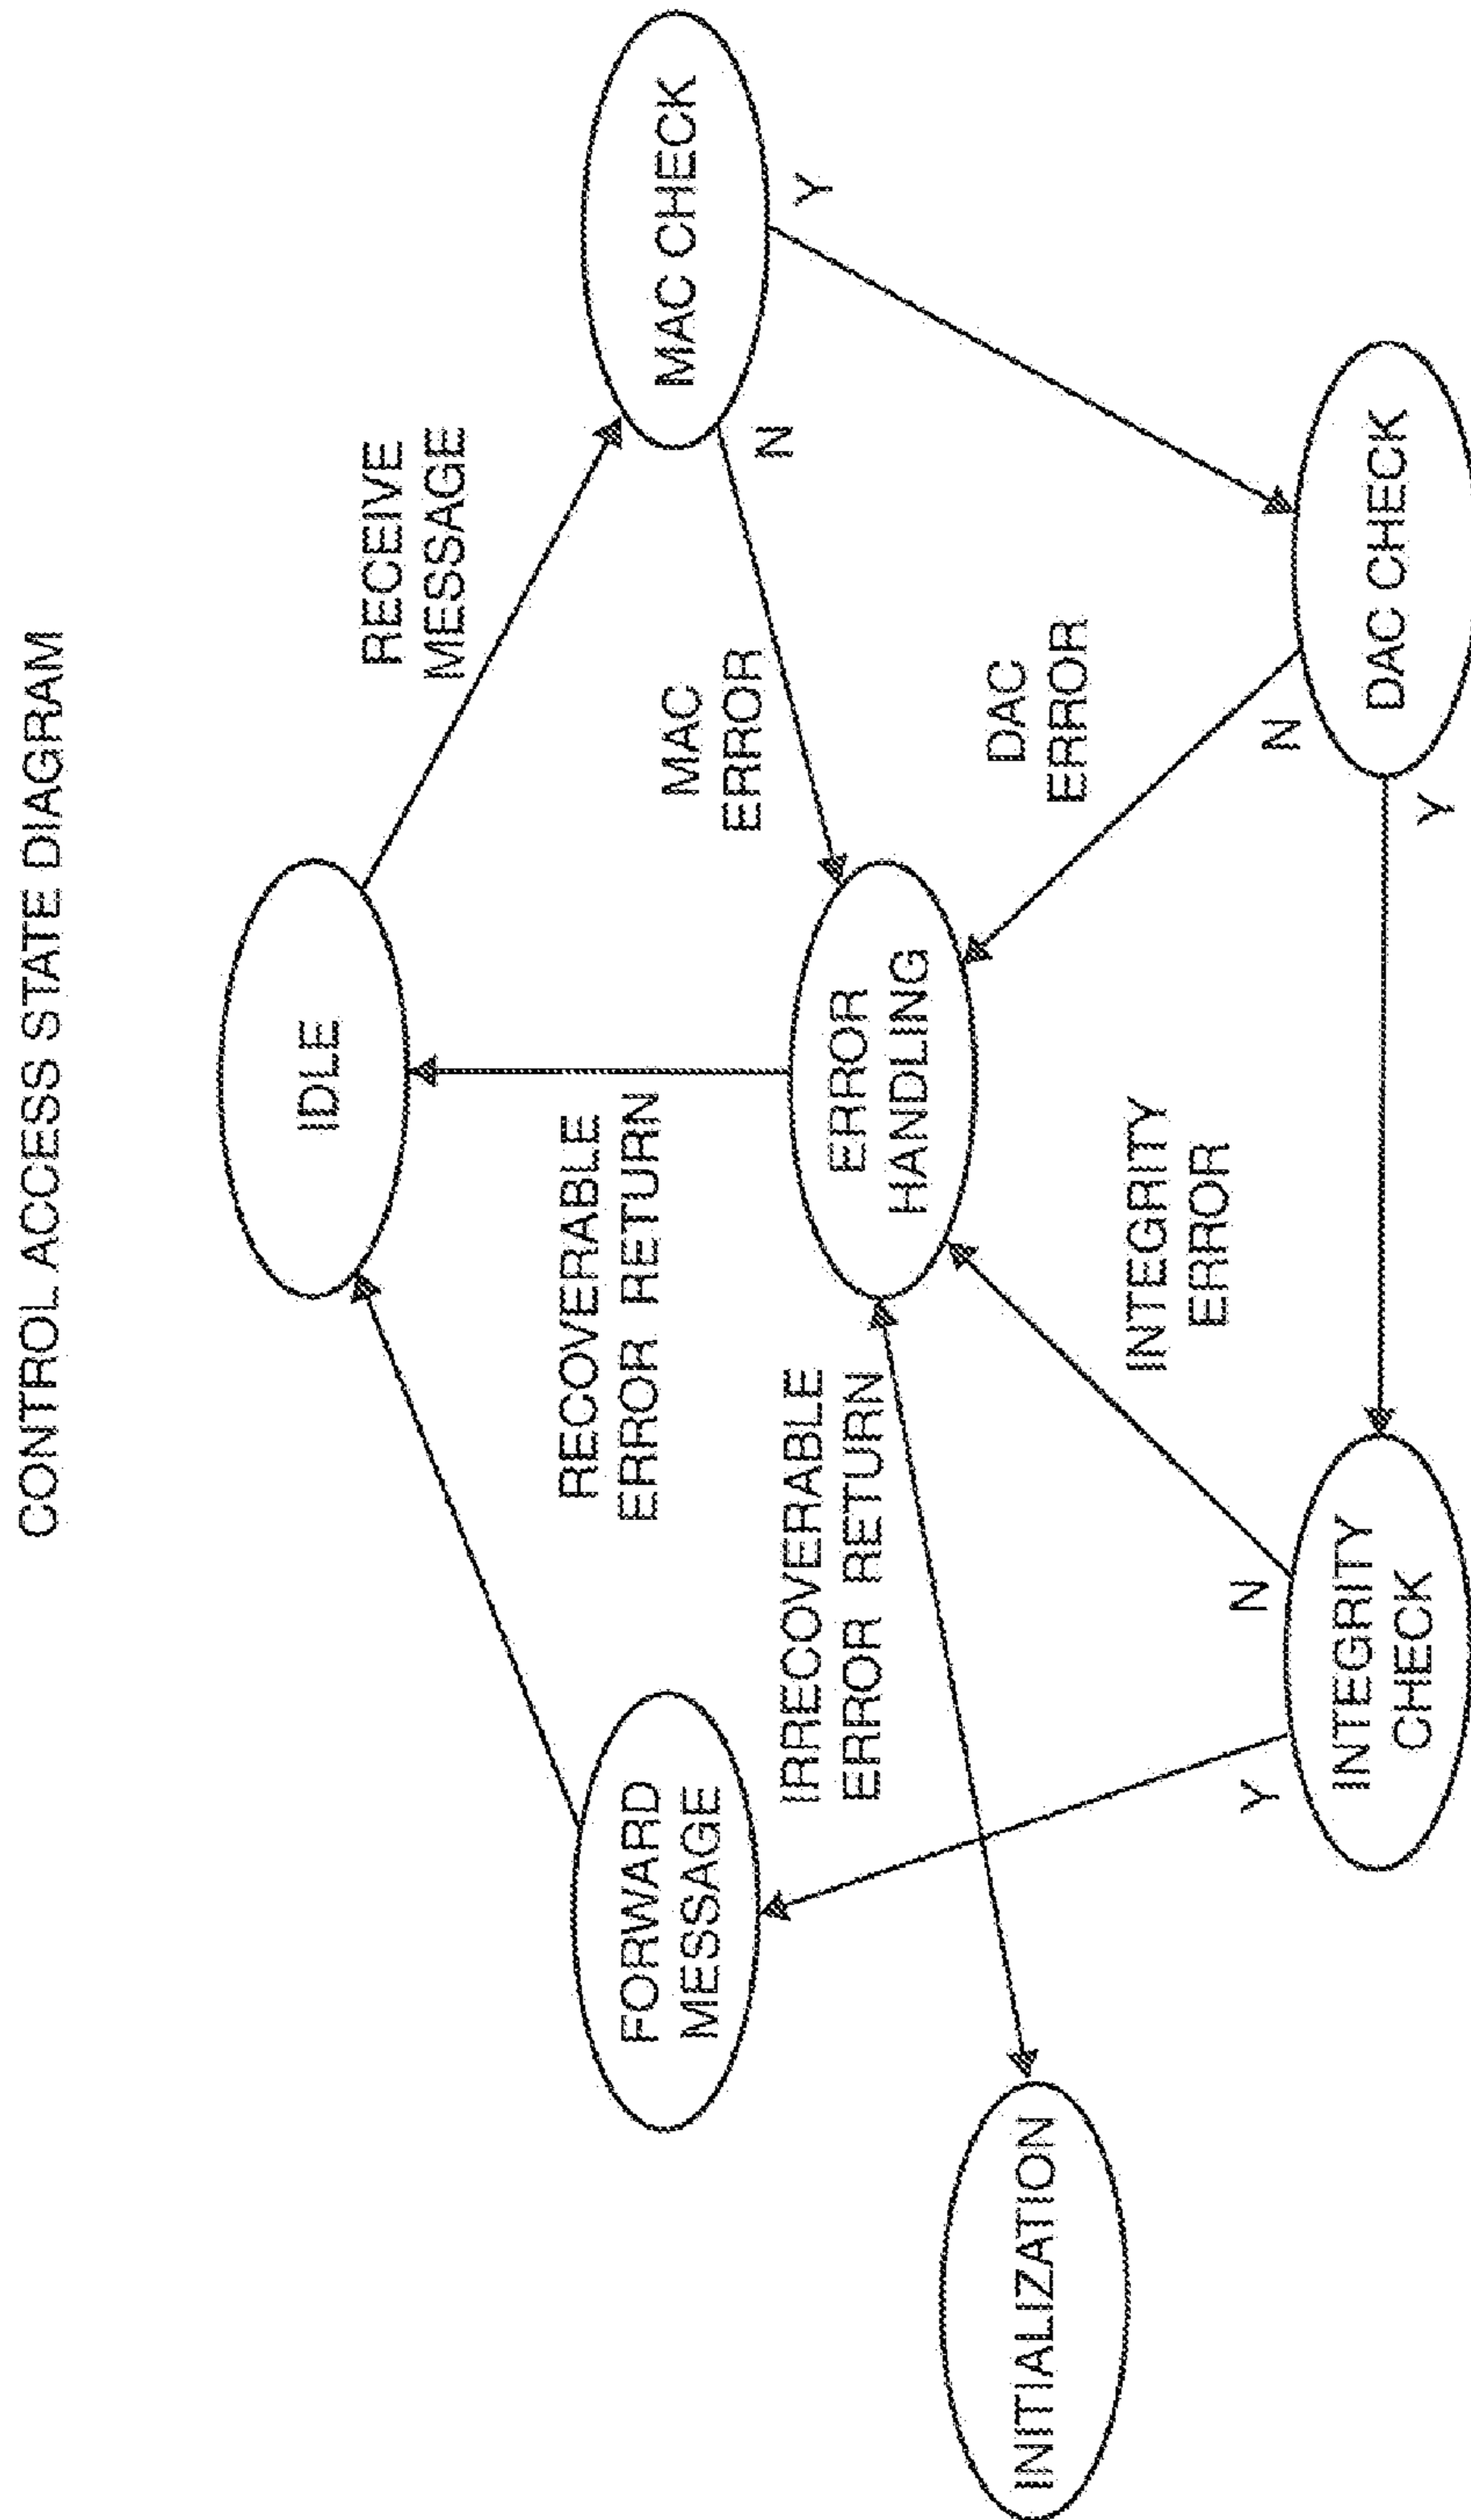 CONTROL ACCESS STATE DIAGRAM
IDLE
RECEIVE
MESSAGE
MAC CHECK
FORWARD
MESSAGE
RECOVERABLE
ERROR RETURN
MAC
ERROR
N
Y
IRRECOVERABLE
ERROR RETURN
ERROR
HANDLING
INITIALIZATION
INTEGRITY
ERROR
DAC
ERROR
Y
N
N
INTEGRITY
CHECK
DAC CHECK
Y